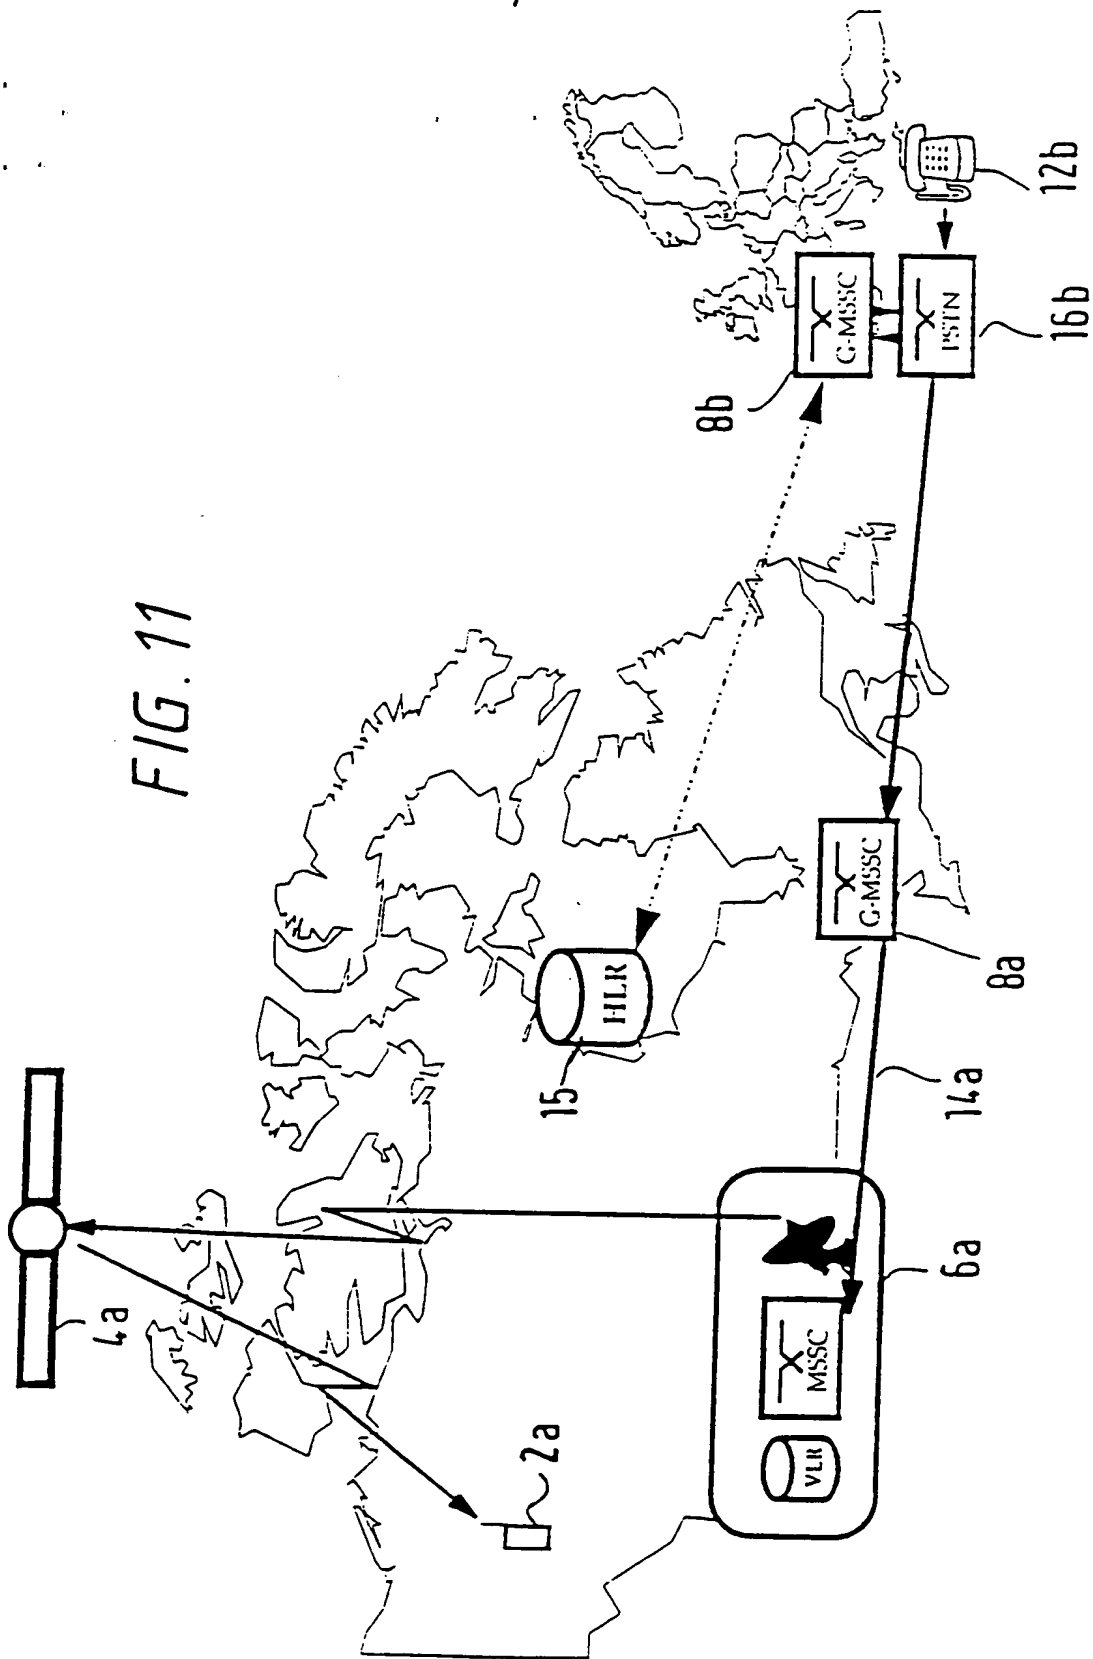 FIG. 11
4a
2a
15
HLR
8b
G-MSSC
PSTN
16b
12b
G-MSSC
8a
14a
VLR
MSSC
6a